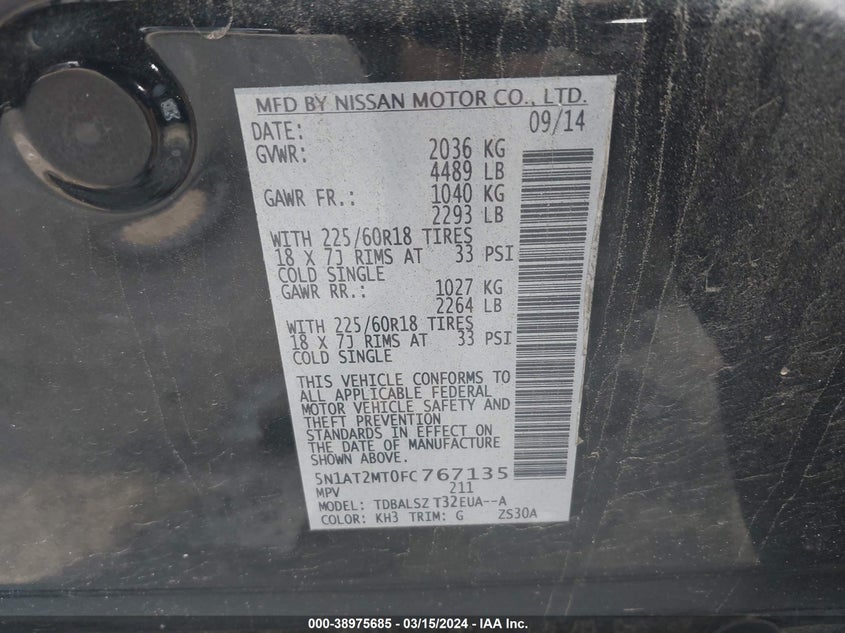 MFD BY NISSAN MOTOR CO., LTD.
DATE: 09/14
GVWR: 2036 KG
4489 LB
GAWR FR.: 1040 KG
2293 LB
WITH 225/60R18 TIRES
18 X 7J RIMS AT 33 PSI
COLD SINGLE
GAWR RR.: 1027 KG
2264 LB
WITH 225/60R18 TIRES
18 X 7J RIMS AT 33 PSI
COLD SINGLE
THIS VEHICLE CONFORMS TO
ALL APPLICABLE FEDERAL
MOTOR VEHICLE SAFETY AND
THEFT PREVENTION
STANDARDS IN EFFECT ON
THE DATE OF MANUFACTURE
SHOWN ABOVE.
5N1AT2MT0FC767135
MPV 211
MODEL: TDBALSZ T32EUA--A
COLOR: KH3 TRIM: G ZS30A
000-38975685 - 03/15/2024 - IAA Inc.